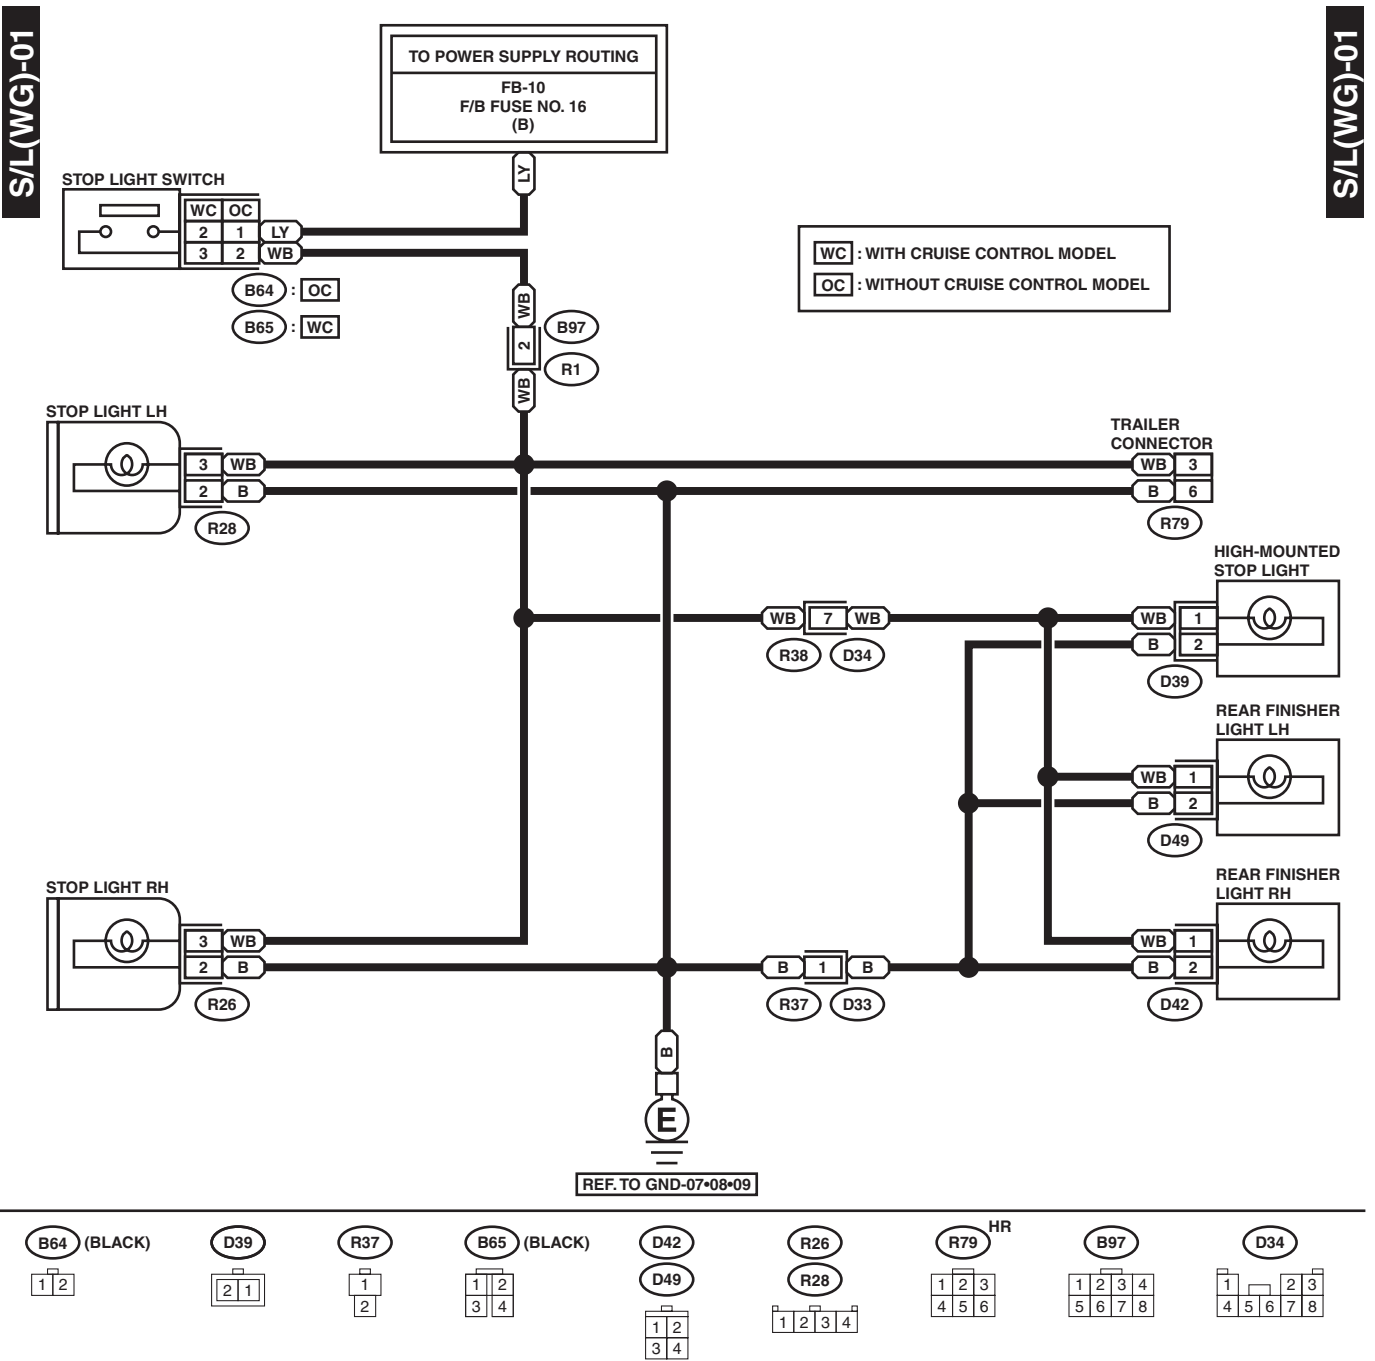 S/L(WG)-01
S/L(WG)-01
TO POWER SUPPLY ROUTING
FB-10
F/B FUSE NO. 16
(B)
LY
STOP LIGHT SWITCH
WC OC
2 1 LY
3 2 WB
B64 : OC
B65 : WC
WC : WITH CRUISE CONTROL MODEL
OC : WITHOUT CRUISE CONTROL MODEL
WB
2
B97
R1
WB
STOP LIGHT LH
3 WB
2 B
R28
TRAILER
CONNECTOR
WB 3
B 6
R79
HIGH-MOUNTED
STOP LIGHT
WB 7 WB
R38 D34
WB 1
B 2
D39
REAR FINISHER
LIGHT LH
WB 1
B 2
D49
STOP LIGHT RH
3 WB
2 B
R26
B 1 B
R37 D33
REAR FINISHER
LIGHT RH
WB 1
B 2
D42
B
E
REF. TO GND-07•08•09
B64 (BLACK)
1 2
D39
2 1
R37
1
2
B65 (BLACK)
1 2
3 4
D42
D49
1 2
3 4
R26
R28
1 2 3 4
R79 HR
1 2 3
4 5 6
B97
1 2 3 4
5 6 7 8
D34
1 2 3
4 5 6 7 8